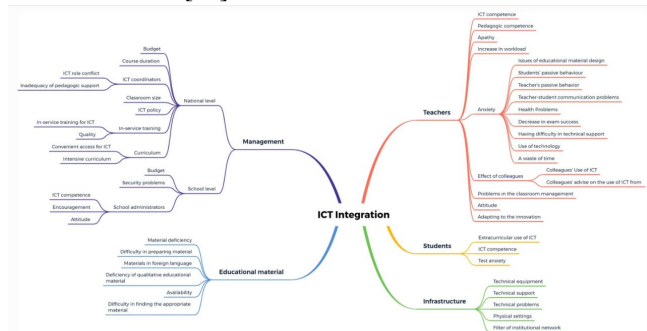 ICT Integration
Management
National level
Budget
Course duration
ICT coordinators
ICT role conflict
Inadequacy of pedagogic support
Classroom size
ICT policy
In-service training
In-service training for ICT
Quality
Curriculum
Convenient access for ICT
Intensive curriculum
School level
Budget
Security problems
School administrators
ICT competence
Encouragement
Attitude
Educational material
Material deficiency
Difficulty in preparing material
Materials in foreign language
Deficiency of qualitative educational
material
Availability
Difficulty in finding the appropriate
material
Teachers
ICT competence
Pedagogic competence
Apathy
Increase in workload
Anxiety
Issues of educational material design
Students' passive behaviour
Teacher's passive behavior
Teacher-student communication problems
Health Problems
Decrease in exam success
Having difficulty in technical support
Use of technology
A waste of time
Effect of colleagues
Colleagues' Use of ICT
Colleagues' advise on the use of ICT from
Problems in the classroom management
Attitude
Adapting to the innovation
Students
Extracurricular use of ICT
ICT competence
Test anxiety
Infrastructure
Technical equipment
Technical support
Technical problems
Physical settings
Filter of institutional network